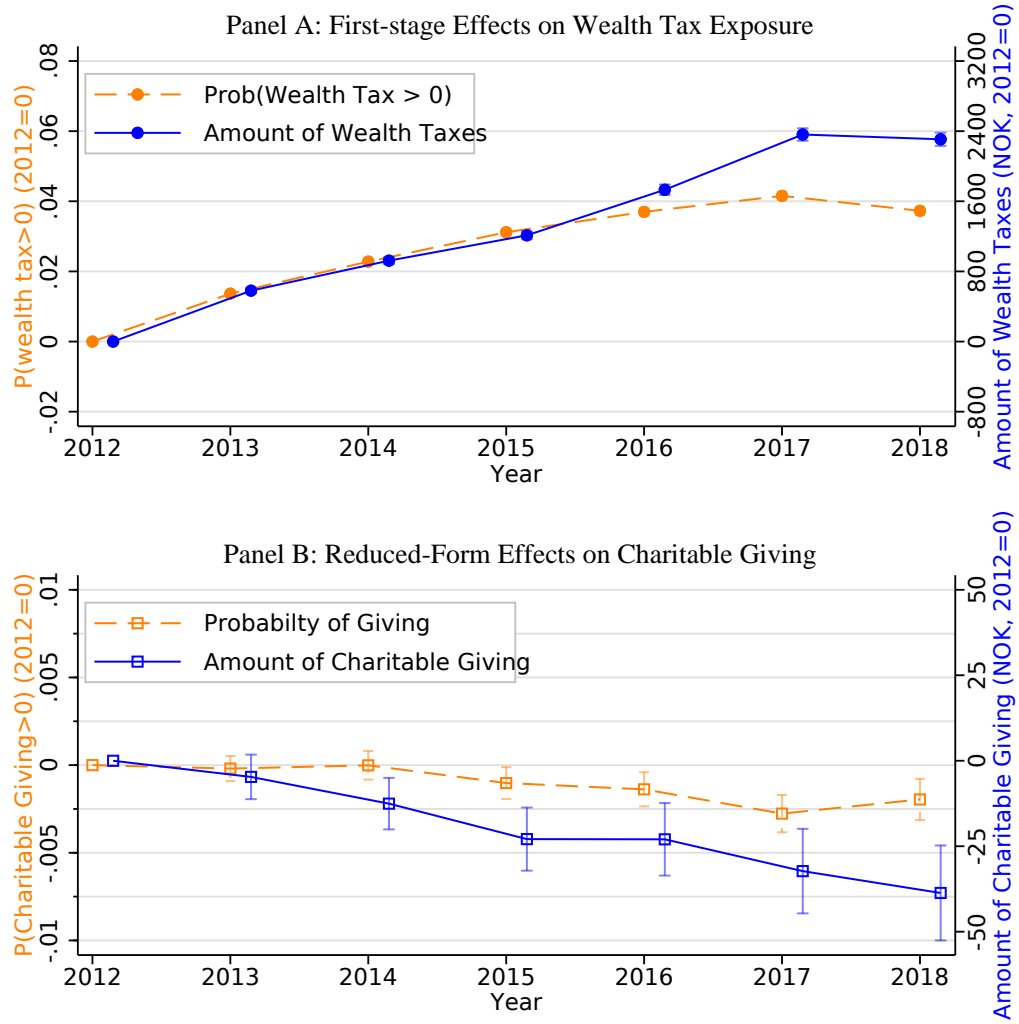 Panel A: First-stage Effects on Wealth Tax Exposure
P(wealth tax>0) (2012=0)
.08
.06
.04
.02
0
-.02
Prob(Wealth Tax > 0)
Amount of Wealth Taxes
3200
2400
1600
800
0
-800
Amount of Wealth Taxes (NOK, 2012=0)
2012 2013 2014 2015 2016 2017 2018
Year
Panel B: Reduced-Form Effects on Charitable Giving
P(Charitable Giving>0) (2012=0)
.01
.005
0
-.005
-.01
Probabilty of Giving
Amount of Charitable Giving
50
25
0
-25
-50
Amount of Charitable Giving (NOK, 2012=0)
2012 2013 2014 2015 2016 2017 2018
Year